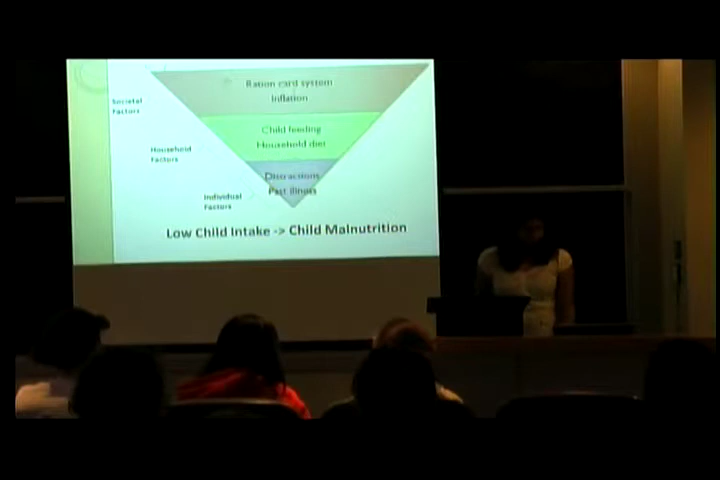 Ration card system
Inflation
Societal
Factors
Child feeding
Household diet
Household
Factors
Distractions
Past illness
Individual
Factors
Low Child Intake -> Child Malnutrition